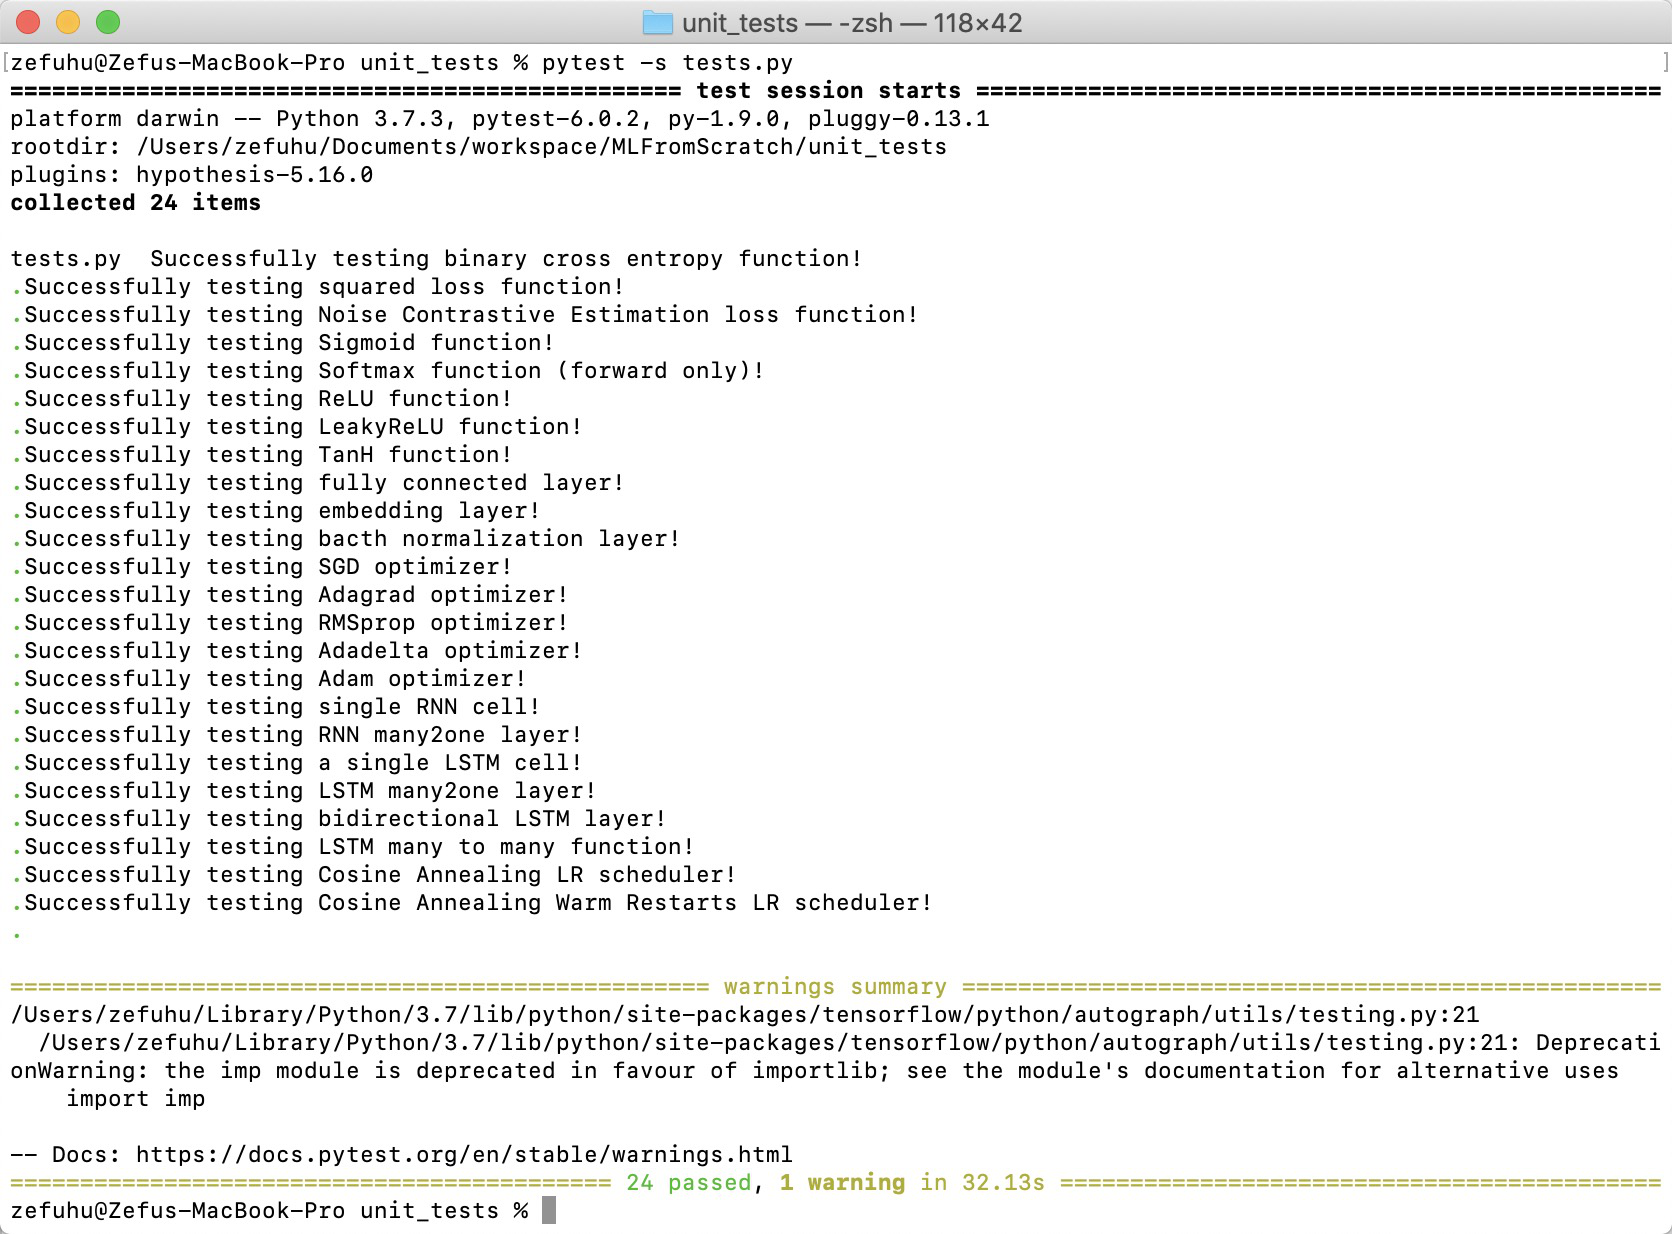 unit_tests — -zsh — 118×42
[zefuhu@Zefus-MacBook-Pro unit_tests % pytest -s tests.py ]
================================================ test session starts =================================================
platform darwin -- Python 3.7.3, pytest-6.0.2, py-1.9.0, pluggy-0.13.1
rootdir: /Users/zefuhu/Documents/workspace/MLFromScratch/unit_tests
plugins: hypothesis-5.16.0
collected 24 items
tests.py  Successfully testing binary cross entropy function!
.Successfully testing squared loss function!
.Successfully testing Noise Contrastive Estimation loss function!
.Successfully testing Sigmoid function!
.Successfully testing Softmax function (forward only)!
.Successfully testing ReLU function!
.Successfully testing LeakyReLU function!
.Successfully testing TanH function!
.Successfully testing fully connected layer!
.Successfully testing embedding layer!
.Successfully testing bacth normalization layer!
.Successfully testing SGD optimizer!
.Successfully testing Adagrad optimizer!
.Successfully testing RMSprop optimizer!
.Successfully testing Adadelta optimizer!
.Successfully testing Adam optimizer!
.Successfully testing single RNN cell!
.Successfully testing RNN many2one layer!
.Successfully testing a single LSTM cell!
.Successfully testing LSTM many2one layer!
.Successfully testing bidirectional LSTM layer!
.Successfully testing LSTM many to many function!
.Successfully testing Cosine Annealing LR scheduler!
.Successfully testing Cosine Annealing Warm Restarts LR scheduler!
.
================================================== warnings summary ==================================================
/Users/zefuhu/Library/Python/3.7/lib/python/site-packages/tensorflow/python/autograph/utils/testing.py:21
  /Users/zefuhu/Library/Python/3.7/lib/python/site-packages/tensorflow/python/autograph/utils/testing.py:21: Deprecati
onWarning: the imp module is deprecated in favour of importlib; see the module's documentation for alternative uses
    import imp
-- Docs: https://docs.pytest.org/en/stable/warnings.html
=========================================== 24 passed, 1 warning in 32.13s ===========================================
zefuhu@Zefus-MacBook-Pro unit_tests %